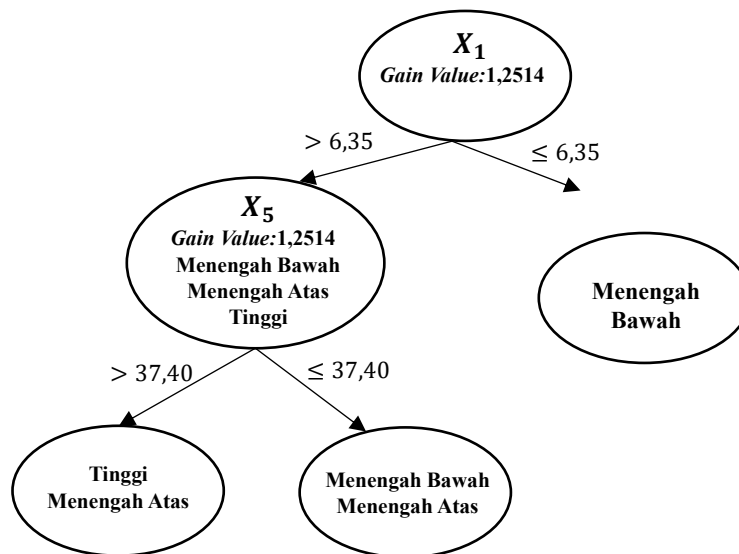 X₁
Gain Value:1,2514
> 6,35
≤ 6,35
X₅
Gain Value:1,2514
Menengah Bawah
Menengah Atas
Tinggi
Menengah
Bawah
> 37,40
≤ 37,40
Tinggi
Menengah Atas
Menengah Bawah
Menengah Atas